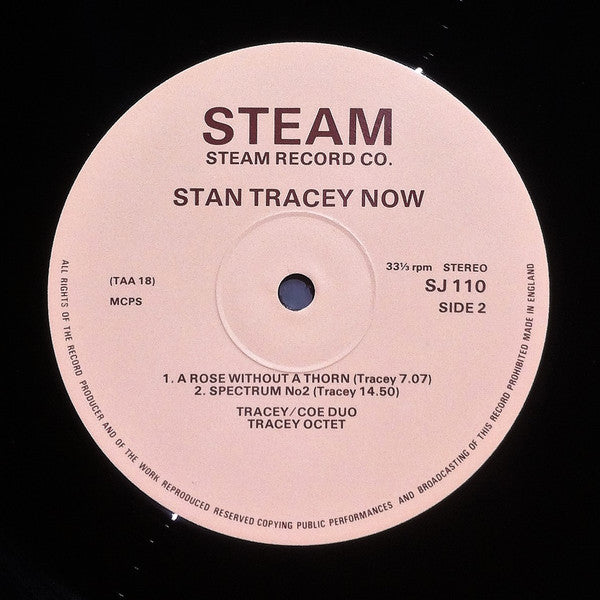 STEAM
STEAM RECORD CO.
STAN TRACEY NOW
(TAA 18)
MCPS
33⅓ rpm STEREO
SJ 110
SIDE 2
1. A ROSE WITHOUT A THORN (Tracey 7.07)
2. SPECTRUM No2 (Tracey 14.50)
TRACEY/COE DUO
TRACEY OCTET
ALL RIGHTS OF THE RECORD PRODUCER AND OF THE WORK REPRODUCED RESERVED COPYING PUBLIC PERFORMANCES AND BROADCASTING OF THIS RECORD PROHIBITED MADE IN ENGLAND